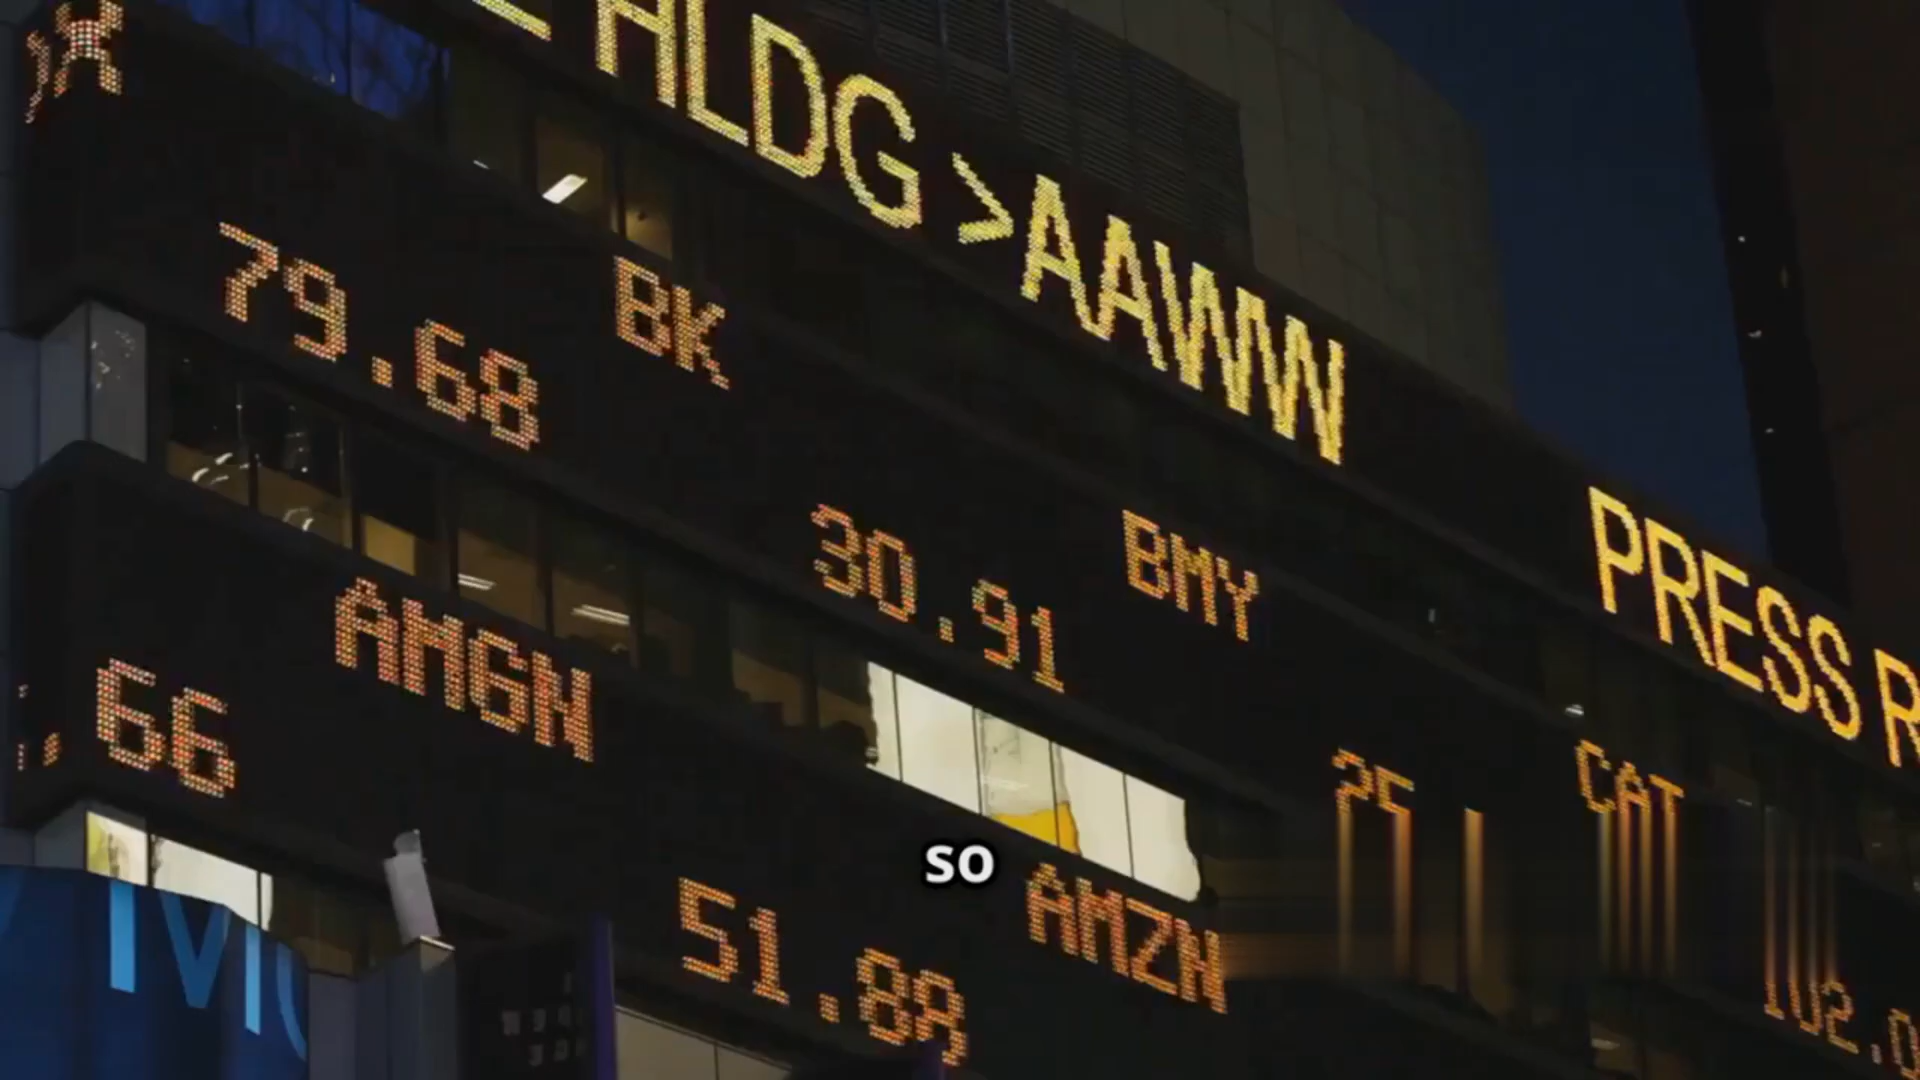 HLDG >AAWW
PRESS R
79.68 BK
30.91 BMY
CAT
.66 AMGN
51.88 AMZN
so